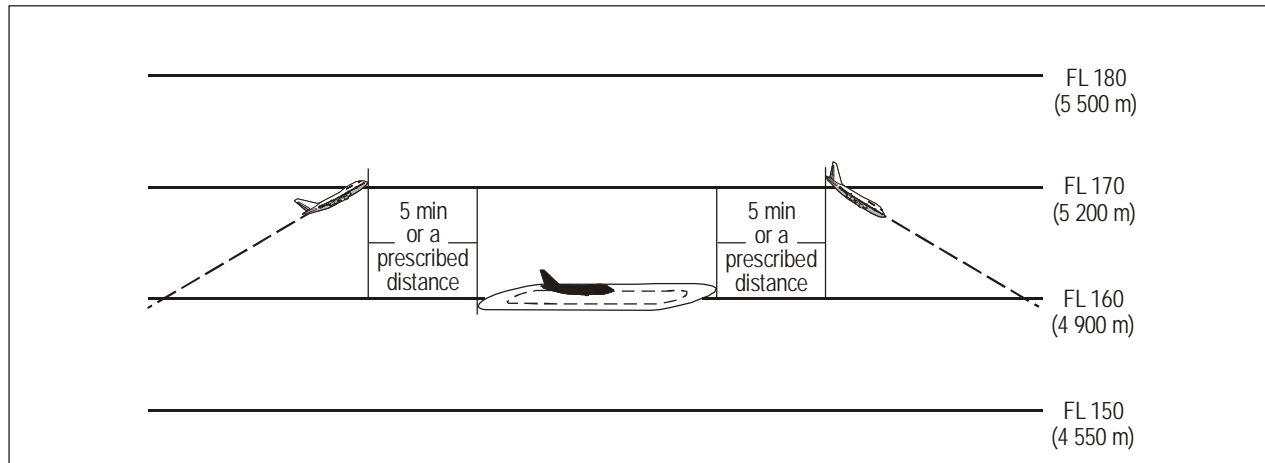 FL 180
(5 500 m)
FL 170
(5 200 m)
5 min
or a
prescribed
distance
5 min
or a
prescribed
distance
FL 160
(4 900 m)
FL 150
(4 550 m)